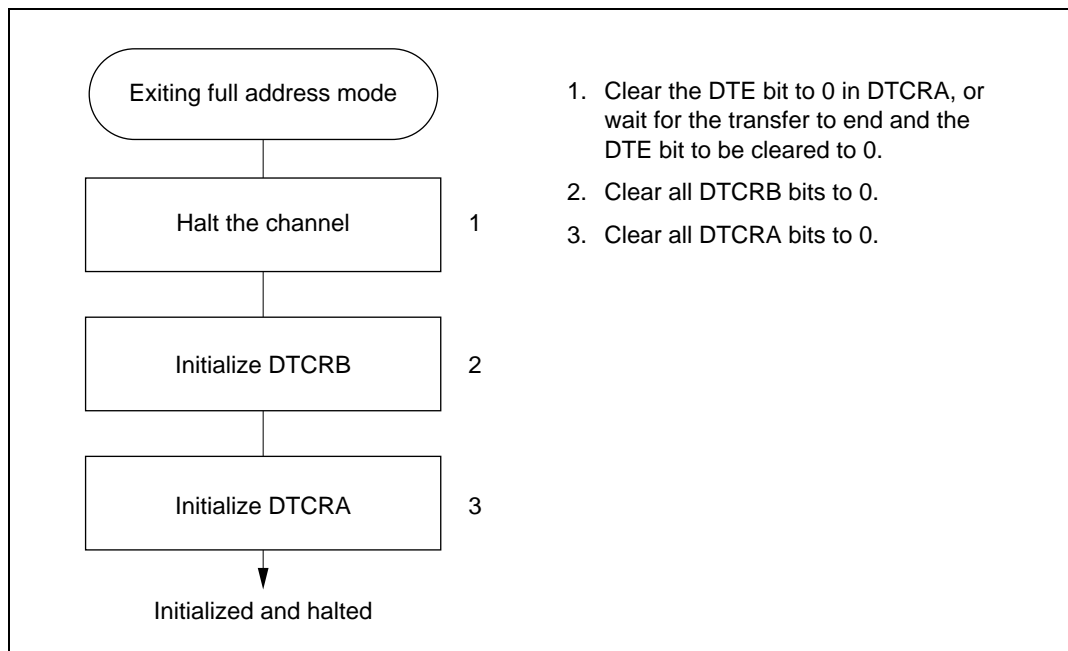 Exiting full address mode
Halt the channel
1
Initialize DTCRB
2
Initialize DTCRA
3
Initialized and halted
1. Clear the DTE bit to 0 in DTCRA, or
wait for the transfer to end and the
DTE bit to be cleared to 0.
2. Clear all DTCRB bits to 0.
3. Clear all DTCRA bits to 0.